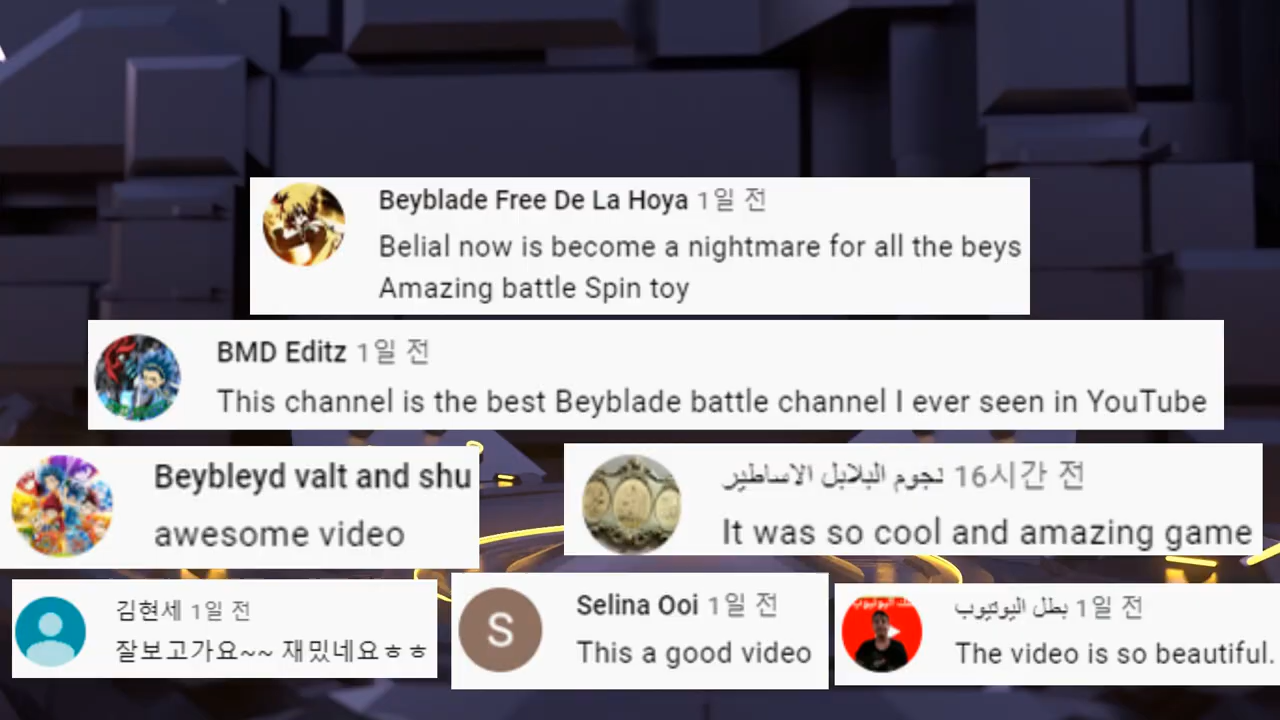 Beyblade Free De La Hoya 1일 전
Belial now is become a nightmare for all the beys
Amazing battle Spin toy
BMD Editz 1일 전
This channel is the best Beyblade battle channel I ever seen in YouTube
Beybleyd valt and shu
awesome video
نجوم البلابل الاساطير 16시간 전
It was so cool and amazing game
김현세 1일 전
잘보고가요~~ 재밌네요ㅎㅎ
S
Selina Ooi 1일 전
This a good video
بطل اليوتيوب 1일 전
The video is so beautiful.